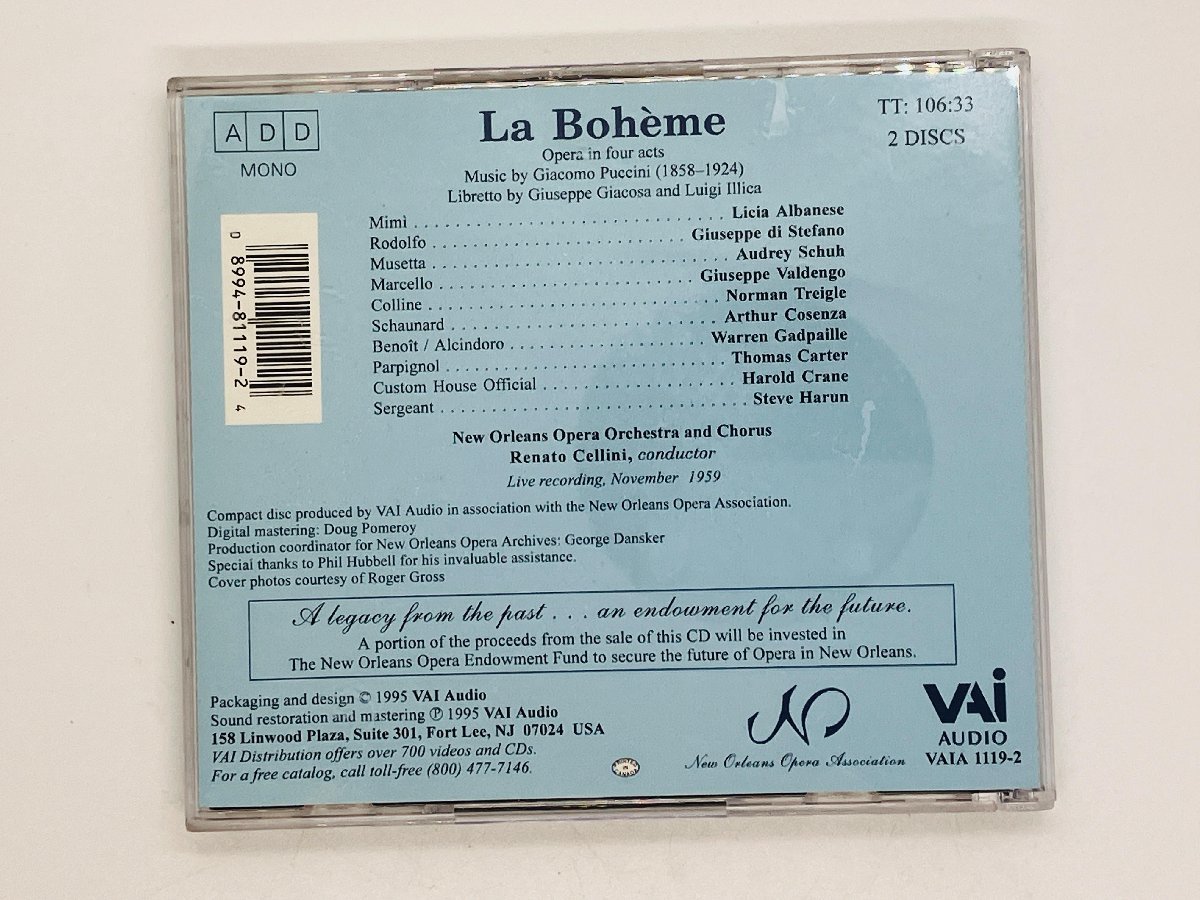 ADD
MONO
La Bohème
TT: 106:33
2 DISCS
Opera in four acts
Music by Giacomo Puccini (1858–1924)
Libretto by Giuseppe Giacosa and Luigi Illica
Mimì . . . . . . . . . . . . . . . . . . . . . . . . . . . . Licia Albanese
Rodolfo . . . . . . . . . . . . . . . . . . . . . . . Giuseppe di Stefano
Musetta . . . . . . . . . . . . . . . . . . . . . . . . . . . Audrey Schuh
Marcello . . . . . . . . . . . . . . . . . . . . . . . Giuseppe Valdengo
Colline . . . . . . . . . . . . . . . . . . . . . . . . . . Norman Treigle
Schaunard . . . . . . . . . . . . . . . . . . . . . . . . Arthur Cosenza
Benoît / Alcindoro . . . . . . . . . . . . . . . . . Warren Gadpaille
Parpignol . . . . . . . . . . . . . . . . . . . . . . . . . Thomas Carter
Custom House Official . . . . . . . . . . . . . . . . . Harold Crane
Sergeant . . . . . . . . . . . . . . . . . . . . . . . . . . . . Steve Harun
0 8994-81119-2 4
New Orleans Opera Orchestra and Chorus
Renato Cellini, conductor
Live recording, November 1959
Compact disc produced by VAI Audio in association with the New Orleans Opera Association.
Digital mastering: Doug Pomeroy
Production coordinator for New Orleans Opera Archives: George Dansker
Special thanks to Phil Hubbell for his invaluable assistance.
Cover photos courtesy of Roger Gross
A legacy from the past . . . an endowment for the future.
A portion of the proceeds from the sale of this CD will be invested in
The New Orleans Opera Endowment Fund to secure the future of Opera in New Orleans.
Packaging and design © 1995 VAI Audio
Sound restoration and mastering ℗ 1995 VAI Audio
158 Linwood Plaza, Suite 301, Fort Lee, NJ 07024 USA
VAI Distribution offers over 700 videos and CDs.
For a free catalog, call toll-free (800) 477-7146.
PRINTED IN CANADA
NO
New Orleans Opera Association
VAI
AUDIO
VAIA 1119-2